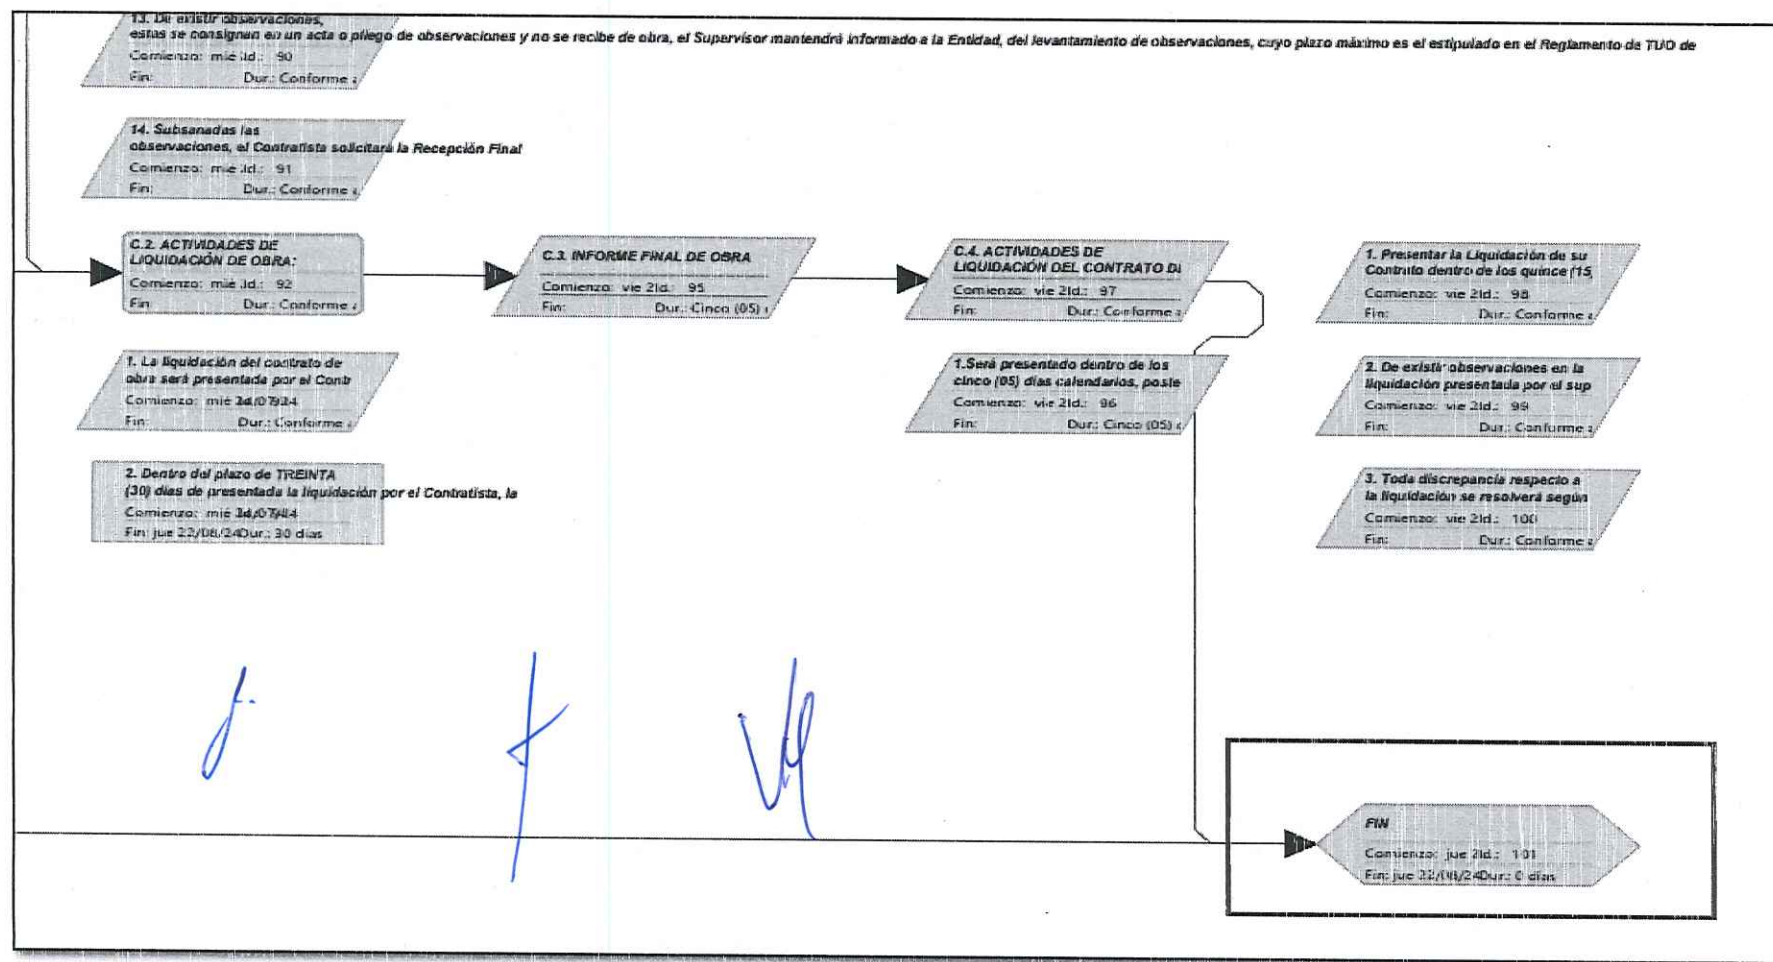 13. De existir observaciones,
estas se consignan en un acta o pliego de observaciones y no se recibe de obra, el Supervisor mantendrá informado a la Entidad, del levantamiento de observaciones, cuyo plazo máximo es el estipulado en el Reglamento de TUO de
Comienzo: mié Id.: 90
Fin: Dur.: Conforme a
14. Subsanadas las
observaciones, el Contratista solicitará la Recepción Final
Comienzo: mié Id.: 91
Fin: Dur.: Conforme a
C.2. ACTIVIDADES DE
LIQUIDACIÓN DE OBRA:
Comienzo: mié Id.: 92
Fin: Dur.: Conforme a
C.3. INFORME FINAL DE OBRA
Comienzo: vie 2Id.: 95
Fin: Dur.: Cinco (05)
C.4. ACTIVIDADES DE
LIQUIDACIÓN DEL CONTRATO DI
Comienzo: vie 2Id.: 97
Fin: Dur.: Conforme a
1. Presentar la Liquidación de su
Contrato dentro de los quince (15)
Comienzo: vie 2Id.: 98
Fin: Dur.: Conforme a
1. La liquidación del contrato de
obra será presentada por el Contr
Comienzo: mié
Fin: Dur.: Conforme a
1.Será presentado dentro de los
cinco (05) días calendarios, poste
Comienzo: vie 2Id.: 96
Fin: Dur.: Cinco (05) d
2. De existir observaciones en la
liquidación presentada por el sup
Comienzo: vie 2Id.: 99
Fin: Dur.: Conforme a
2. Dentro del plazo de TREINTA
(30) días de presentada la liquidación por el Contratista, la
Comienzo: mié
Fin: jue 22/08/24Dur.: 30 días
3. Toda discrepancia respecto a
la liquidación se resolverá según
Comienzo: vie 2Id.: 100
Fin: Dur.: Conforme a
FIN
Comienzo: jue 2Id.: 101
Fin: jue 22/08/24Dur.: 0 días